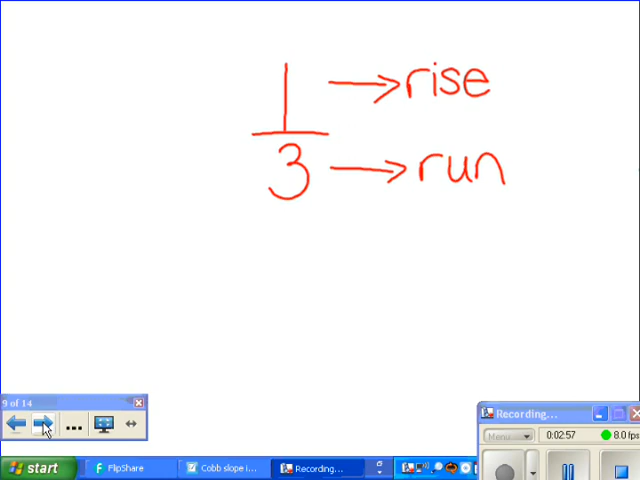 1 → rise
3 → run
9 of 14
Recording...
Menu...
0:02:57
8.0 fps
start
FlipShare
Cobb slope i...
Recording...